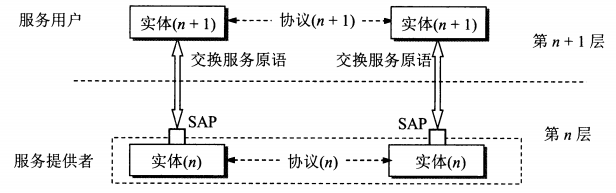 服务用户
实体(n + 1)
协议(n + 1)
实体(n + 1)
第 n + 1 层
交换服务原语
交换服务原语
SAP
SAP
第 n 层
服务提供者
实体(n)
协议(n)
实体(n)